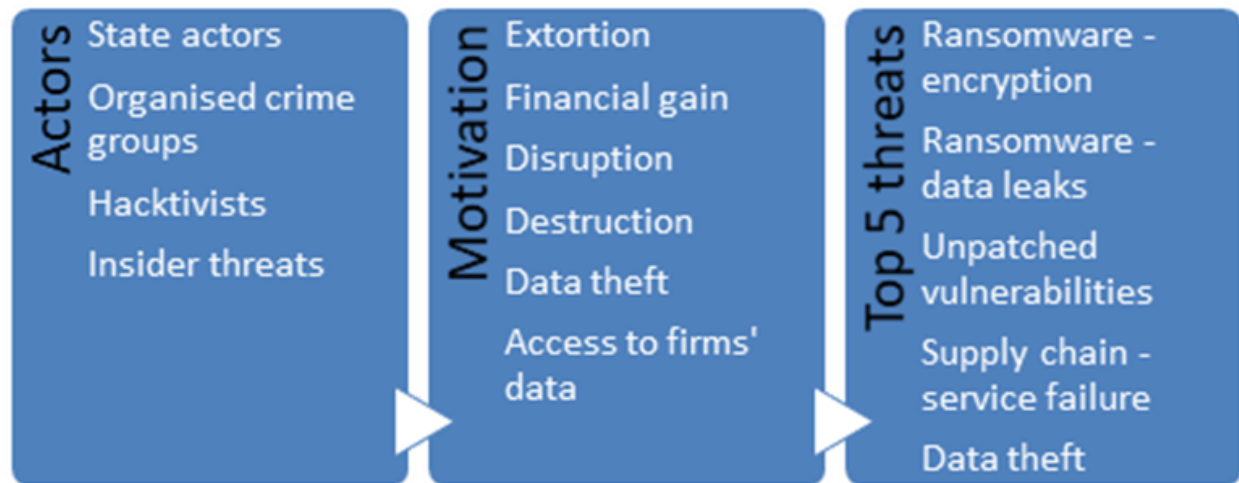 Actors
State actors
Organised crime
groups
Hacktivists
Insider threats
Motivation
Extortion
Financial gain
Disruption
Destruction
Data theft
Access to firms'
data
Top 5 threats
Ransomware -
encryption
Ransomware -
data leaks
Unpatched
vulnerabilities
Supply chain -
service failure
Data theft